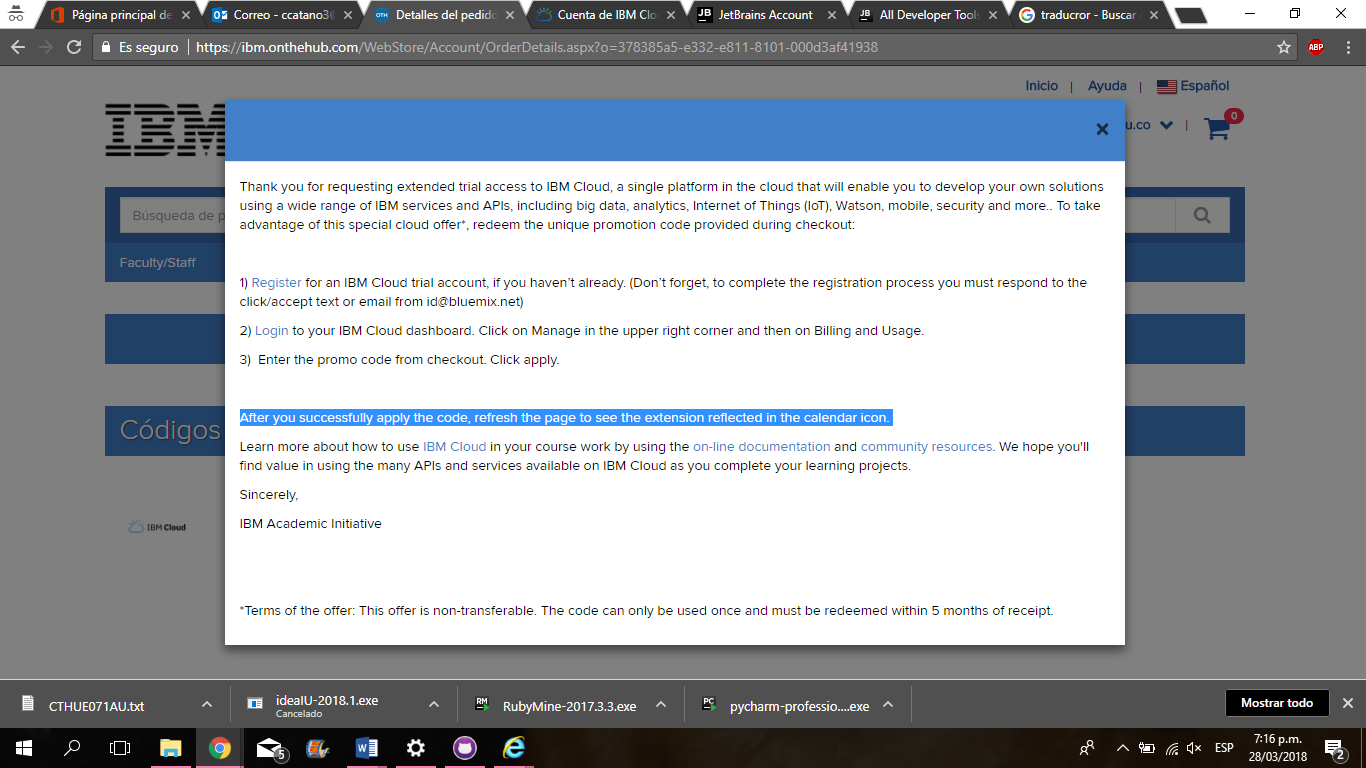 Página principal de
Correo - ccatano3@
Detalles del pedido
Cuenta de IBM Clo
JetBrains Account
All Developer Tools
traducror - Buscar
Es seguro
https://ibm.onthehub.com/WebStore/Account/OrderDetails.aspx?o=378385a5-e332-e811-8101-000d3af41938
ABP
Inicio | Ayuda | Español
IBM
u.co | 0
Búsqueda de p
Faculty/Staff
Thank you for requesting extended trial access to IBM Cloud, a single platform in the cloud that will enable you to develop your own solutions
using a wide range of IBM services and APIs, including big data, analytics, Internet of Things (IoT), Watson, mobile, security and more.. To take
advantage of this special cloud offer*, redeem the unique promotion code provided during checkout:
1) Register for an IBM Cloud trial account, if you haven’t already. (Don’t forget, to complete the registration process you must respond to the
click/accept text or email from id@bluemix.net)
2) Login to your IBM Cloud dashboard. Click on Manage in the upper right corner and then on Billing and Usage.
3) Enter the promo code from checkout. Click apply.
After you successfully apply the code, refresh the page to see the extension reflected in the calendar icon.
Códigos
Learn more about how to use IBM Cloud in your course work by using the on-line documentation and community resources. We hope you'll
find value in using the many APIs and services available on IBM Cloud as you complete your learning projects.
Sincerely,
IBM Academic Initiative
IBM Cloud
*Terms of the offer: This offer is non-transferable. The code can only be used once and must be redeemed within 5 months of receipt.
CTHUE071AU.txt
ideaIU-2018.1.exe
Cancelado
RubyMine-2017.3.3.exe
pycharm-professio....exe
Mostrar todo
5
ESP
7:16 p.m.
28/03/2018
2